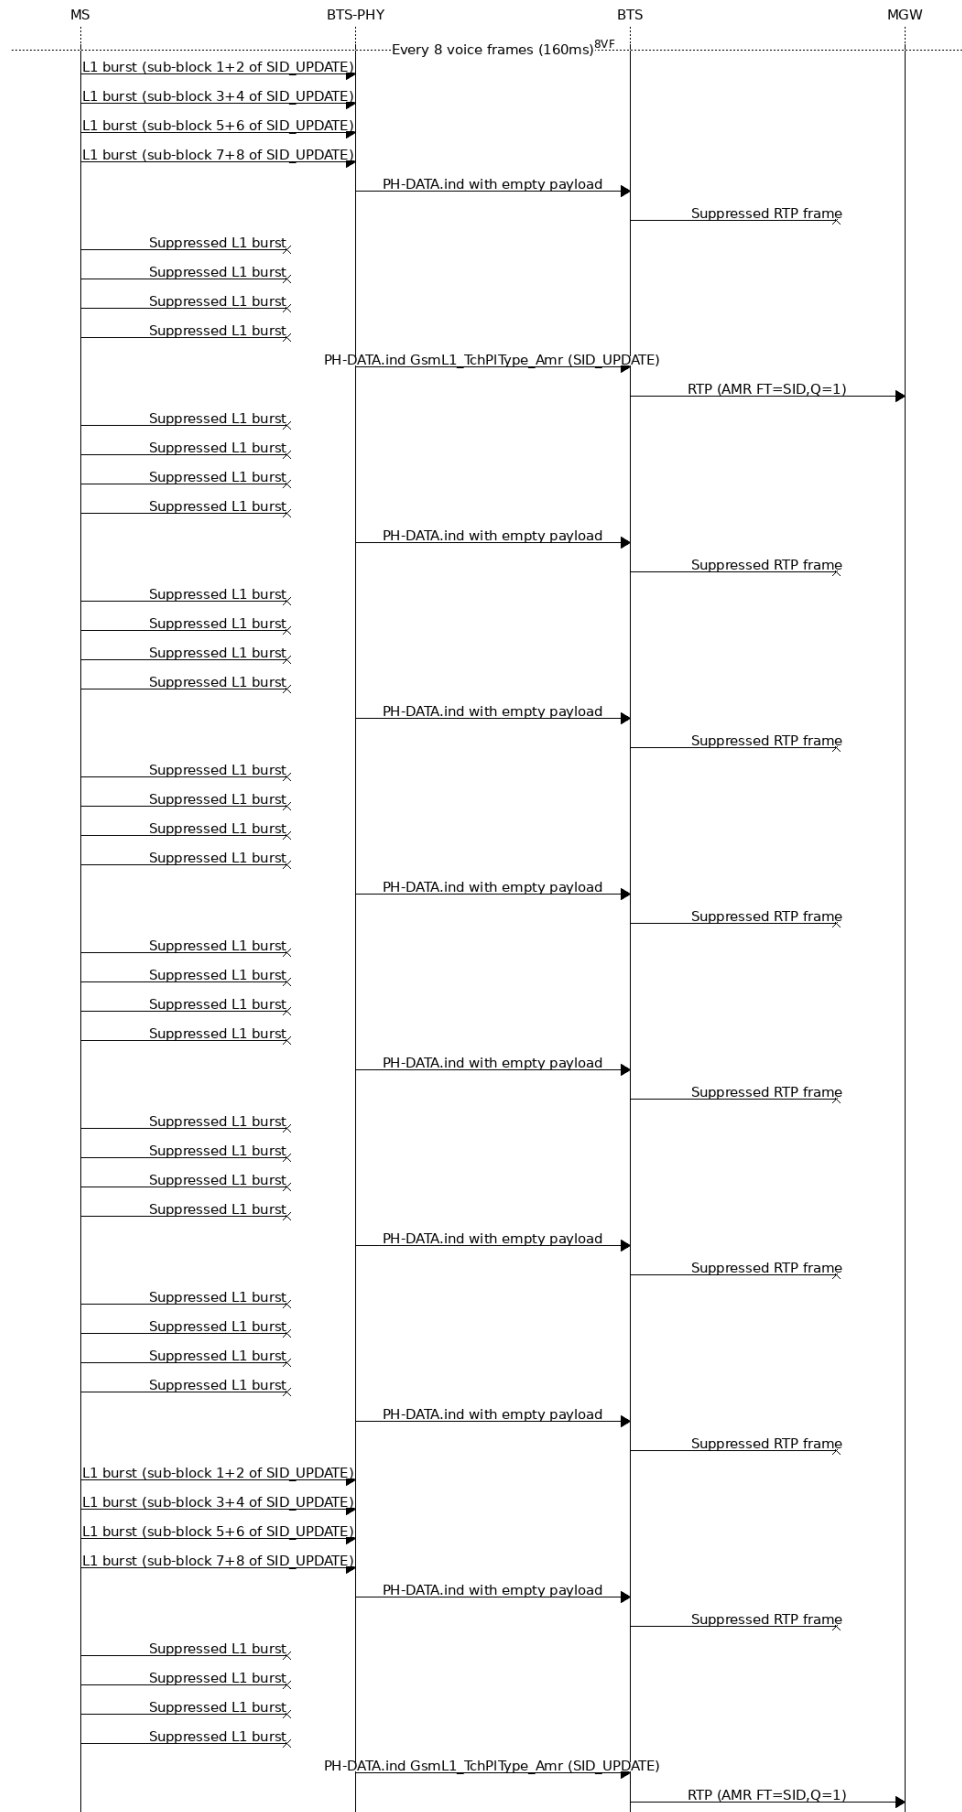 MS BTS-PHY BTS MGW
Every 8 voice frames (160ms)8VF
L1 burst (sub-block 1+2 of SID_UPDATE)
L1 burst (sub-block 3+4 of SID_UPDATE)
L1 burst (sub-block 5+6 of SID_UPDATE)
L1 burst (sub-block 7+8 of SID_UPDATE)
PH-DATA.ind with empty payload
Suppressed RTP frame
Suppressed L1 burst
Suppressed L1 burst
Suppressed L1 burst
Suppressed L1 burst
PH-DATA.ind GsmL1_TchPlType_Amr (SID_UPDATE)
RTP (AMR FT=SID,Q=1)
Suppressed L1 burst
Suppressed L1 burst
Suppressed L1 burst
Suppressed L1 burst
PH-DATA.ind with empty payload
Suppressed RTP frame
Suppressed L1 burst
Suppressed L1 burst
Suppressed L1 burst
Suppressed L1 burst
PH-DATA.ind with empty payload
Suppressed RTP frame
Suppressed L1 burst
Suppressed L1 burst
Suppressed L1 burst
Suppressed L1 burst
PH-DATA.ind with empty payload
Suppressed RTP frame
Suppressed L1 burst
Suppressed L1 burst
Suppressed L1 burst
Suppressed L1 burst
PH-DATA.ind with empty payload
Suppressed RTP frame
Suppressed L1 burst
Suppressed L1 burst
Suppressed L1 burst
Suppressed L1 burst
PH-DATA.ind with empty payload
Suppressed RTP frame
Suppressed L1 burst
Suppressed L1 burst
Suppressed L1 burst
Suppressed L1 burst
PH-DATA.ind with empty payload
Suppressed RTP frame
L1 burst (sub-block 1+2 of SID_UPDATE)
L1 burst (sub-block 3+4 of SID_UPDATE)
L1 burst (sub-block 5+6 of SID_UPDATE)
L1 burst (sub-block 7+8 of SID_UPDATE)
PH-DATA.ind with empty payload
Suppressed RTP frame
Suppressed L1 burst
Suppressed L1 burst
Suppressed L1 burst
Suppressed L1 burst
PH-DATA.ind GsmL1_TchPlType_Amr (SID_UPDATE)
RTP (AMR FT=SID,Q=1)